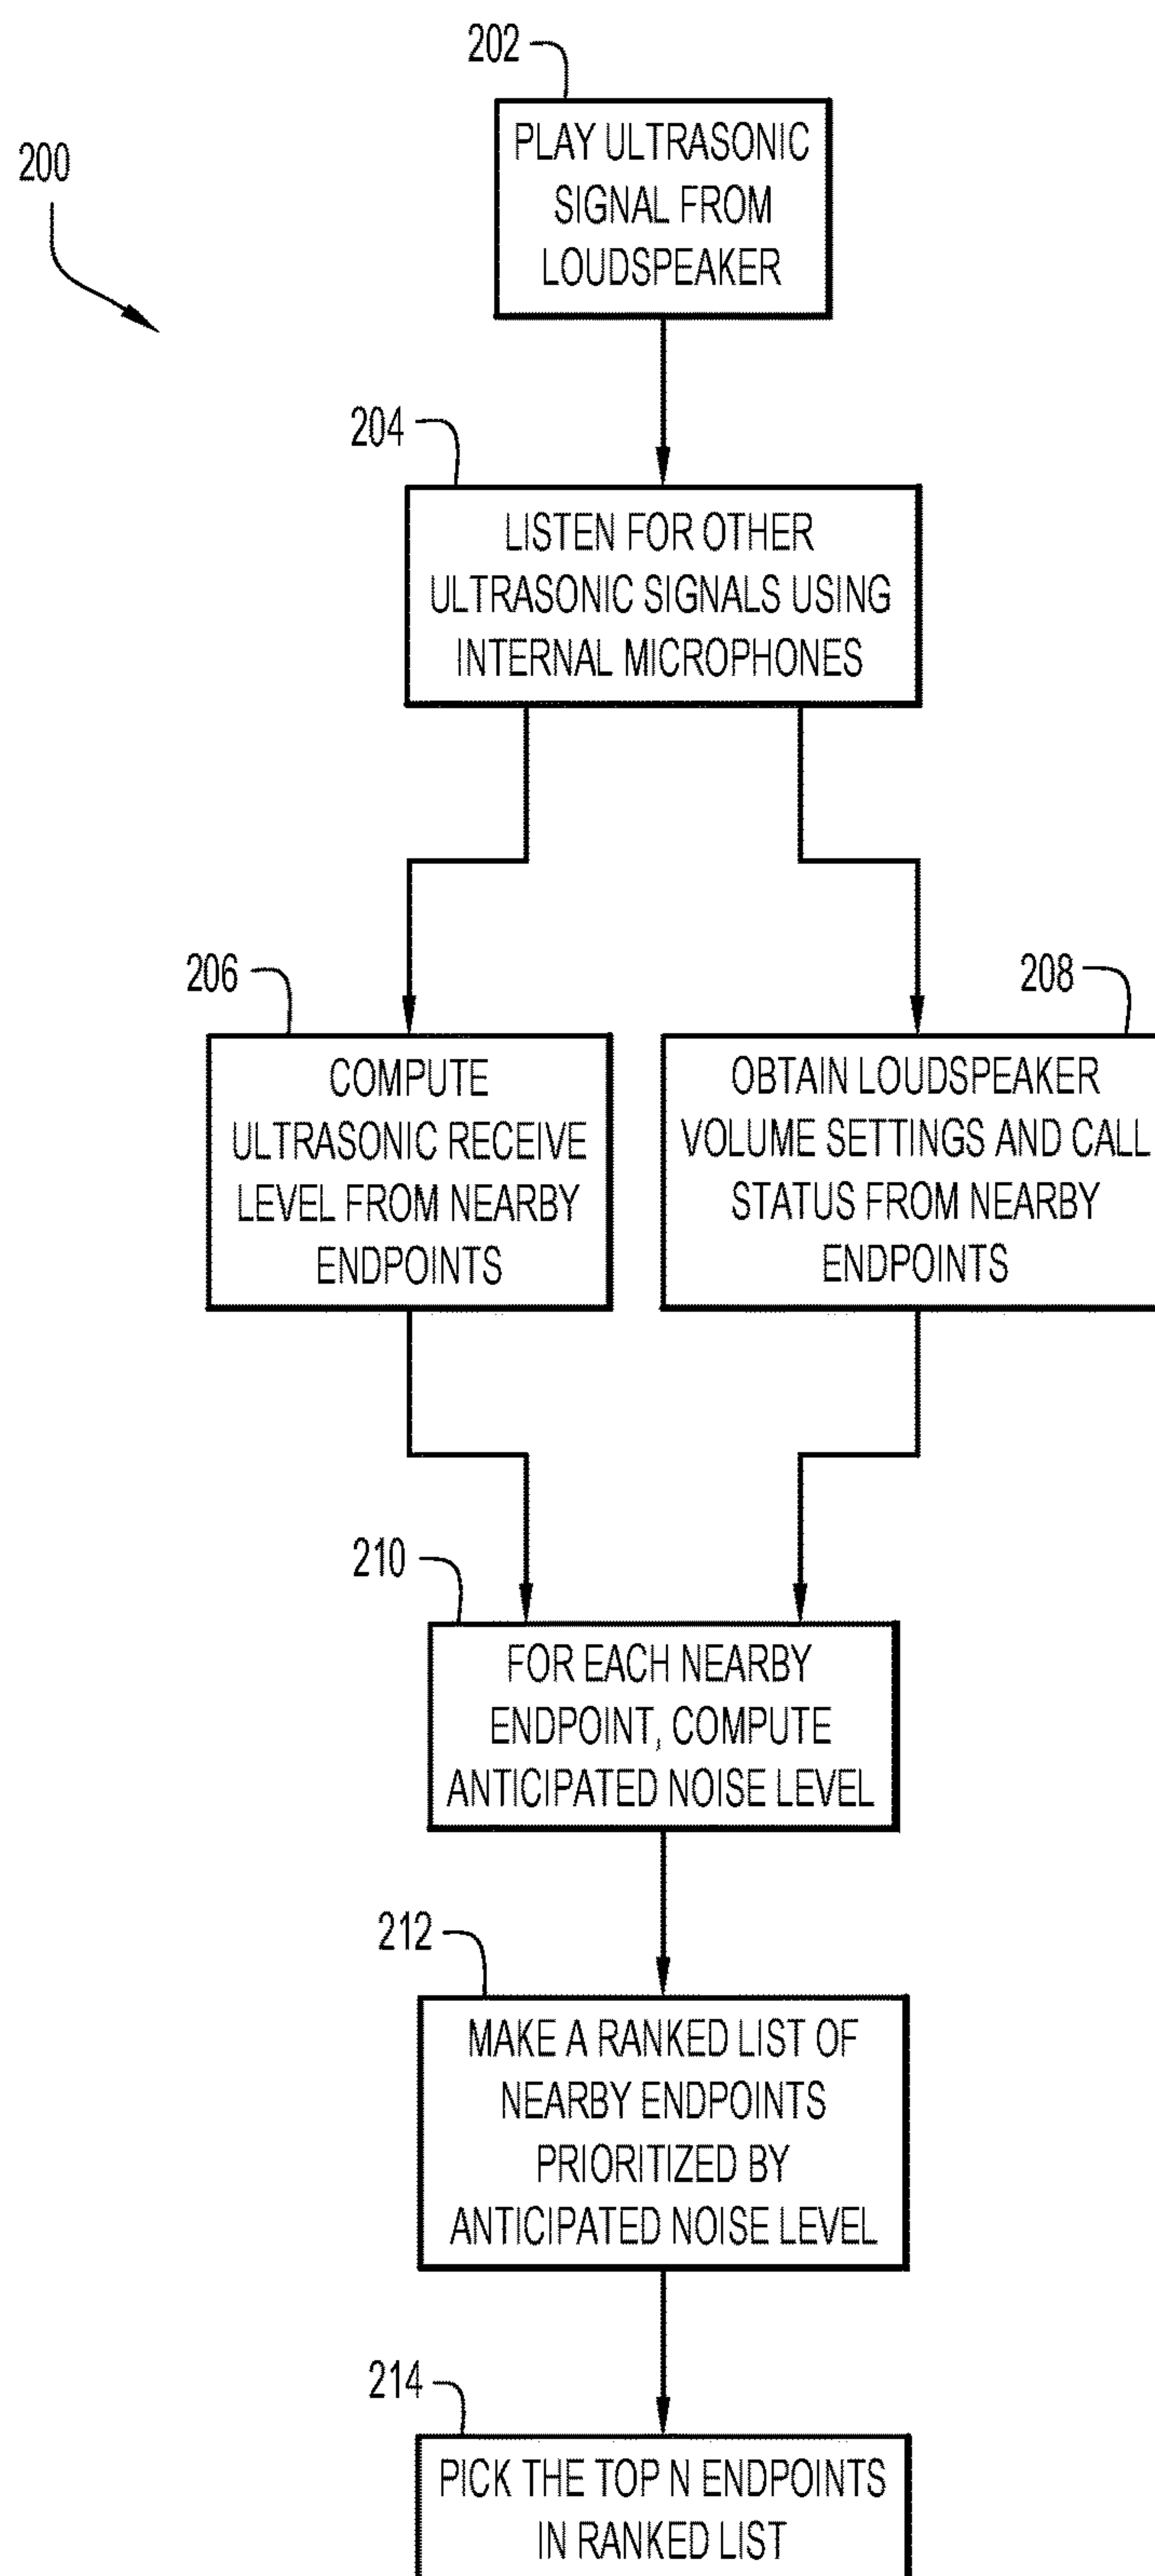 202
PLAY ULTRASONIC
SIGNAL FROM
LOUDSPEAKER
200
204
LISTEN FOR OTHER
ULTRASONIC SIGNALS USING
INTERNAL MICROPHONES
206
COMPUTE
ULTRASONIC RECEIVE
LEVEL FROM NEARBY
ENDPOINTS
208
OBTAIN LOUDSPEAKER
VOLUME SETTINGS AND CALL
STATUS FROM NEARBY
ENDPOINTS
210
FOR EACH NEARBY
ENDPOINT, COMPUTE
ANTICIPATED NOISE LEVEL
212
MAKE A RANKED LIST OF
NEARBY ENDPOINTS
PRIORITIZED BY
ANTICIPATED NOISE LEVEL
214
PICK THE TOP N ENDPOINTS
IN RANKED LIST